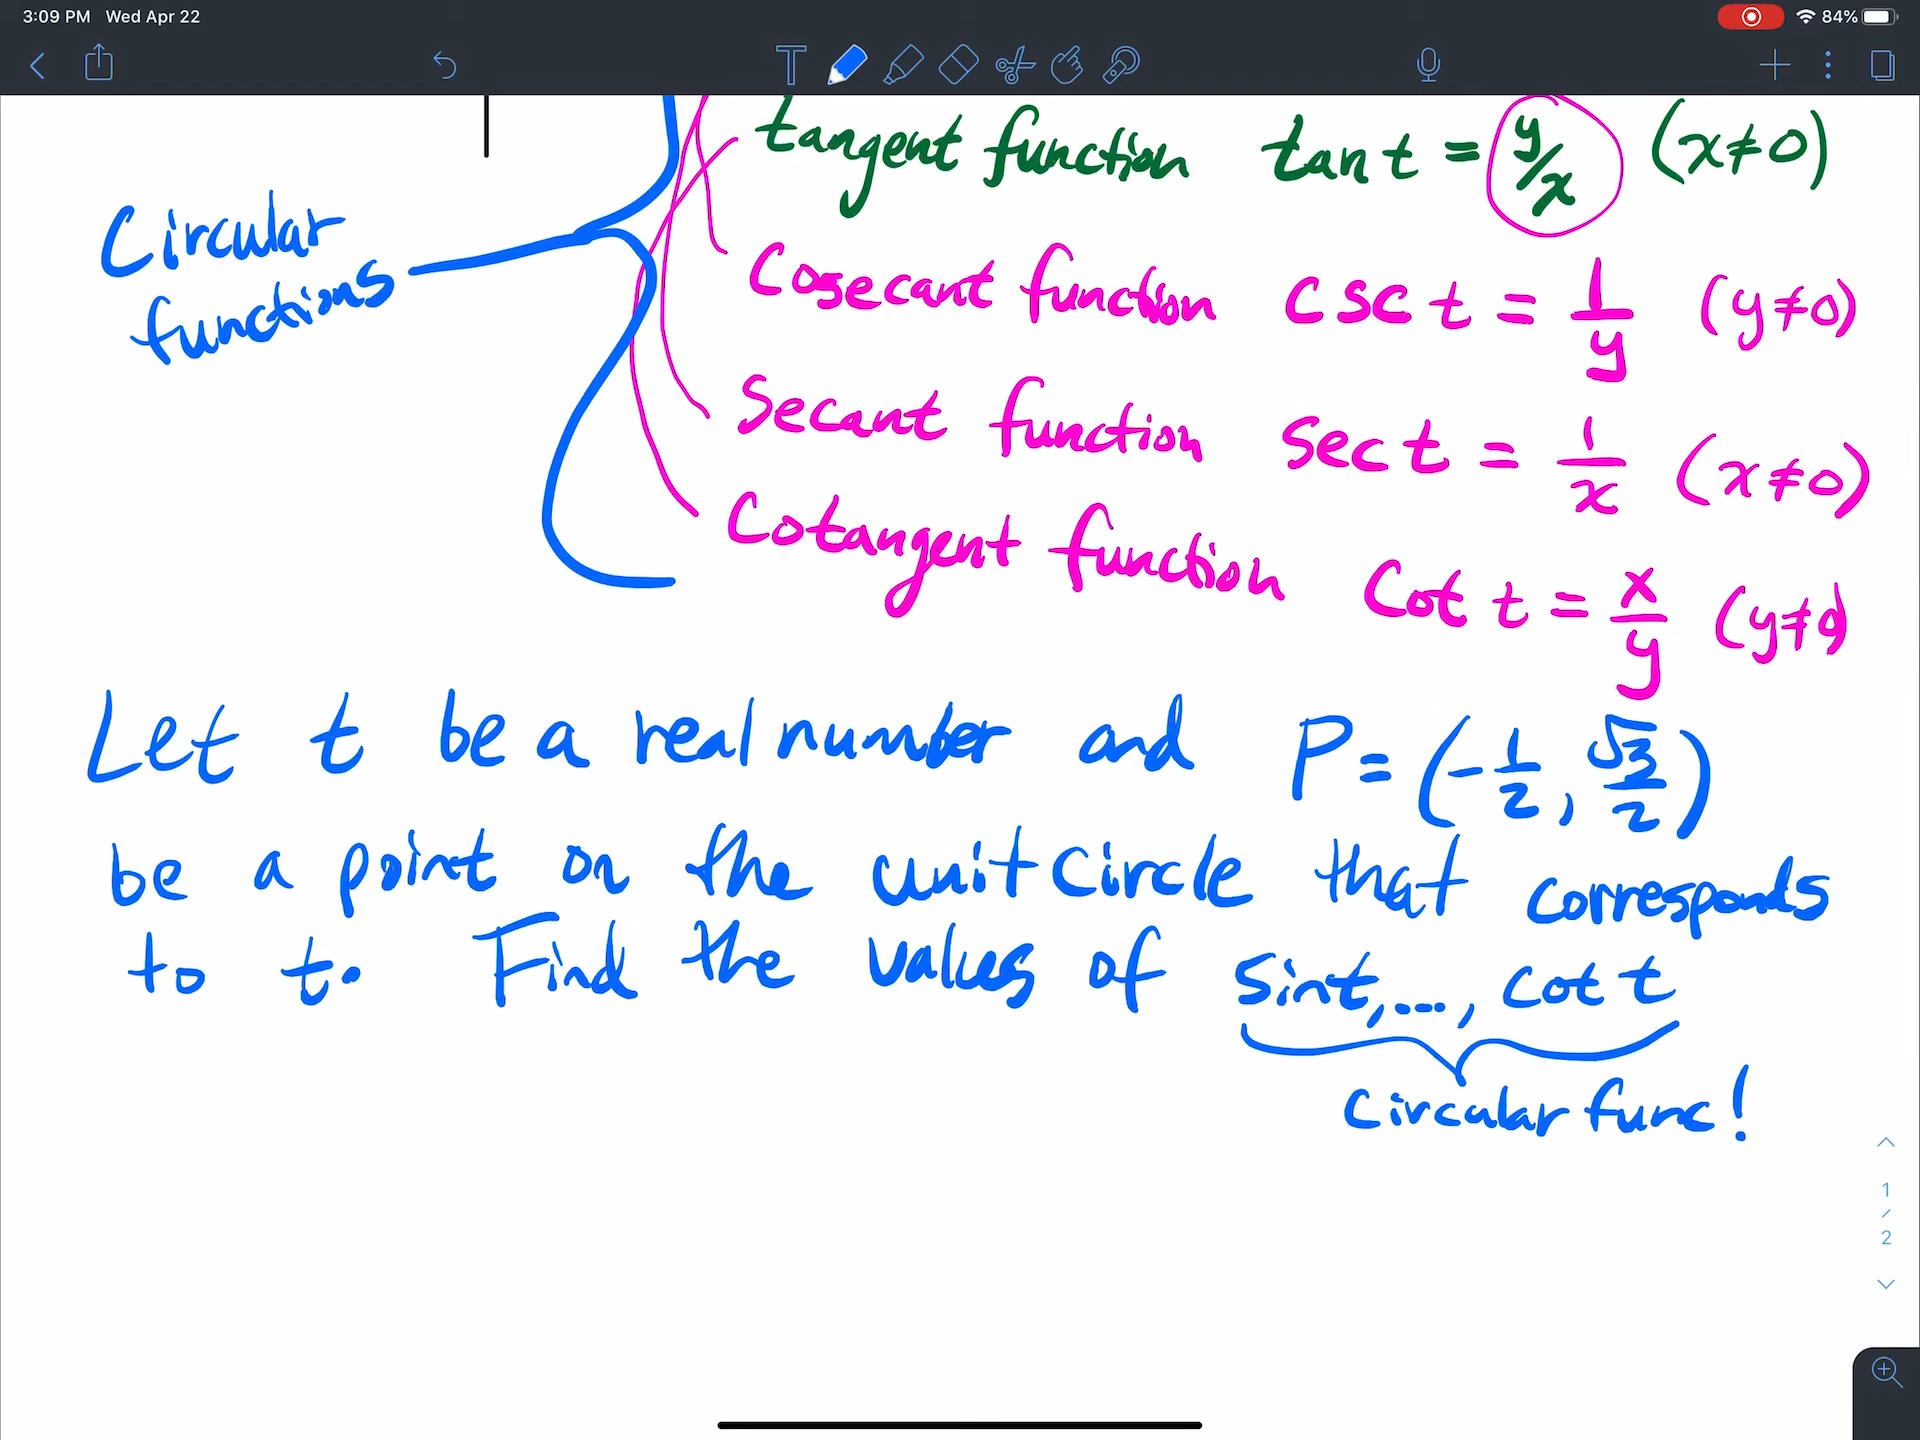 3:09 PM Wed Apr 22
84%
tangent function tan t = y/x (x≠0)
Circular
functions
Cosecant function csc t = 1/y (y≠0)
Secant function sec t = 1/x (x≠0)
Cotangent function Cot t = x/y (y≠0)
Let t be a real number and P = (-1/2, √3/2)
be a point on the unit circle that corresponds
to t. Find the values of sint, ..., cot t
Circular func!
1
/
2